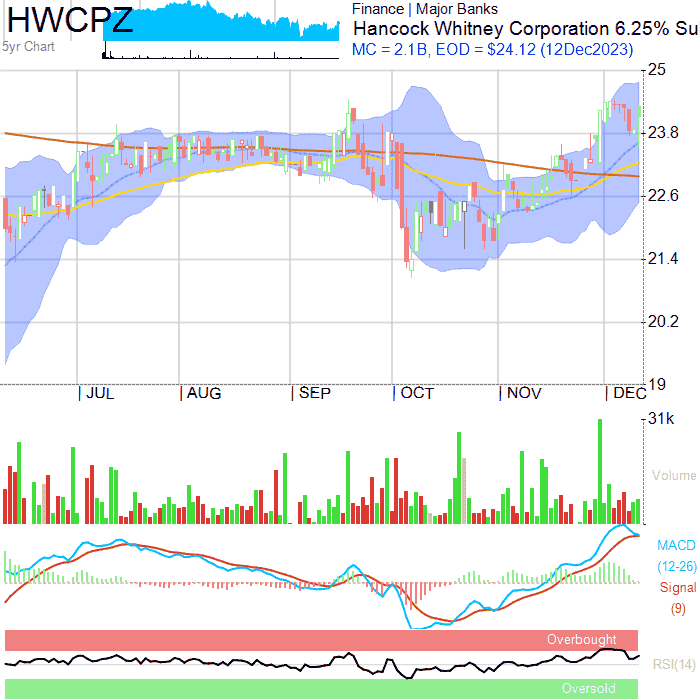 HWCPZ
5yr Chart
Finance | Major Banks
Hancock Whitney Corporation 6.25% Su
MC = 2.1B, EOD = $24.12 (12Dec2023)
25
23.8
22.6
21.4
20.2
19
JUL
AUG
SEP
OCT
NOV
DEC
31k
Volume
MACD
(12-26)
Signal
(9)
Overbought
RSI(14)
Oversold